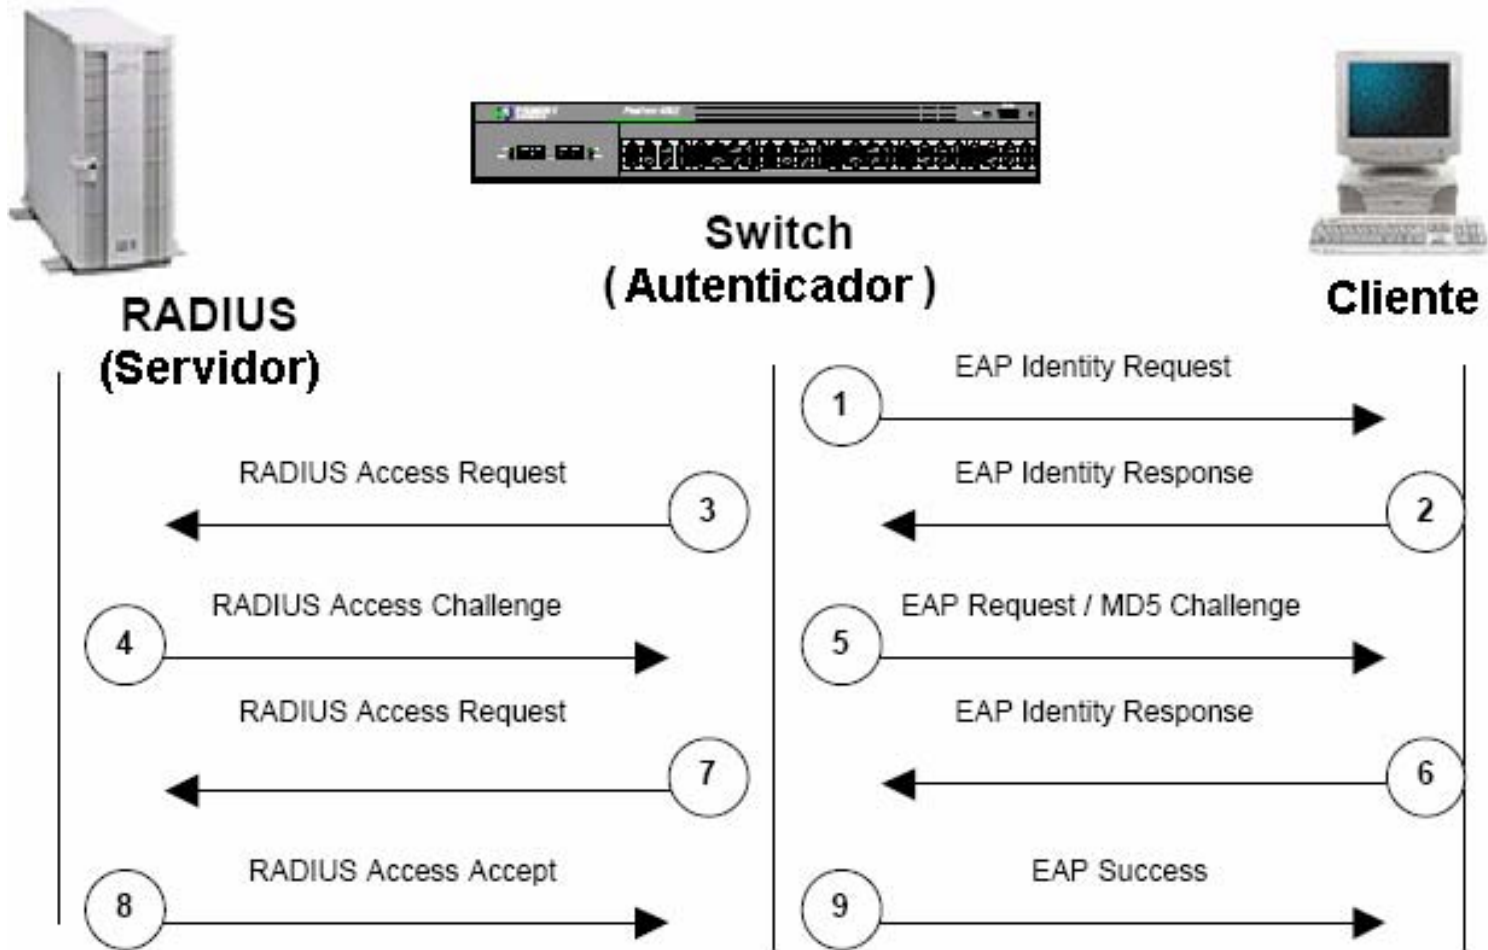 RADIUS
(Servidor)
Switch
(Autenticador)
Cliente
EAP Identity Request
1
RADIUS Access Request
3
EAP Identity Response
2
RADIUS Access Challenge
4
EAP Request / MD5 Challenge
5
RADIUS Access Request
7
EAP Identity Response
6
RADIUS Access Accept
8
EAP Success
9